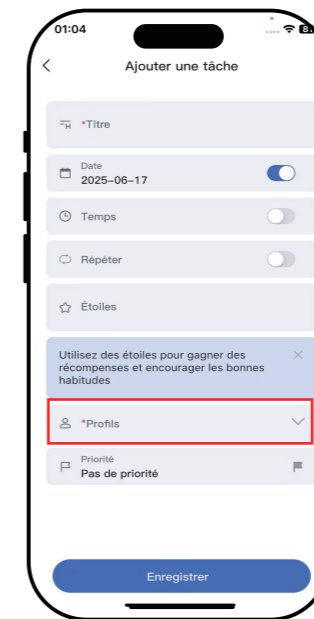 01:04
Ajouter une tâche
*Titre
Date
2025-06-17
Temps
Répéter
Étoiles
Utilisez des étoiles pour gagner des
récompenses et encourager les bonnes
habitudes
*Profils
Priorité
Pas de priorité
Enregistrer